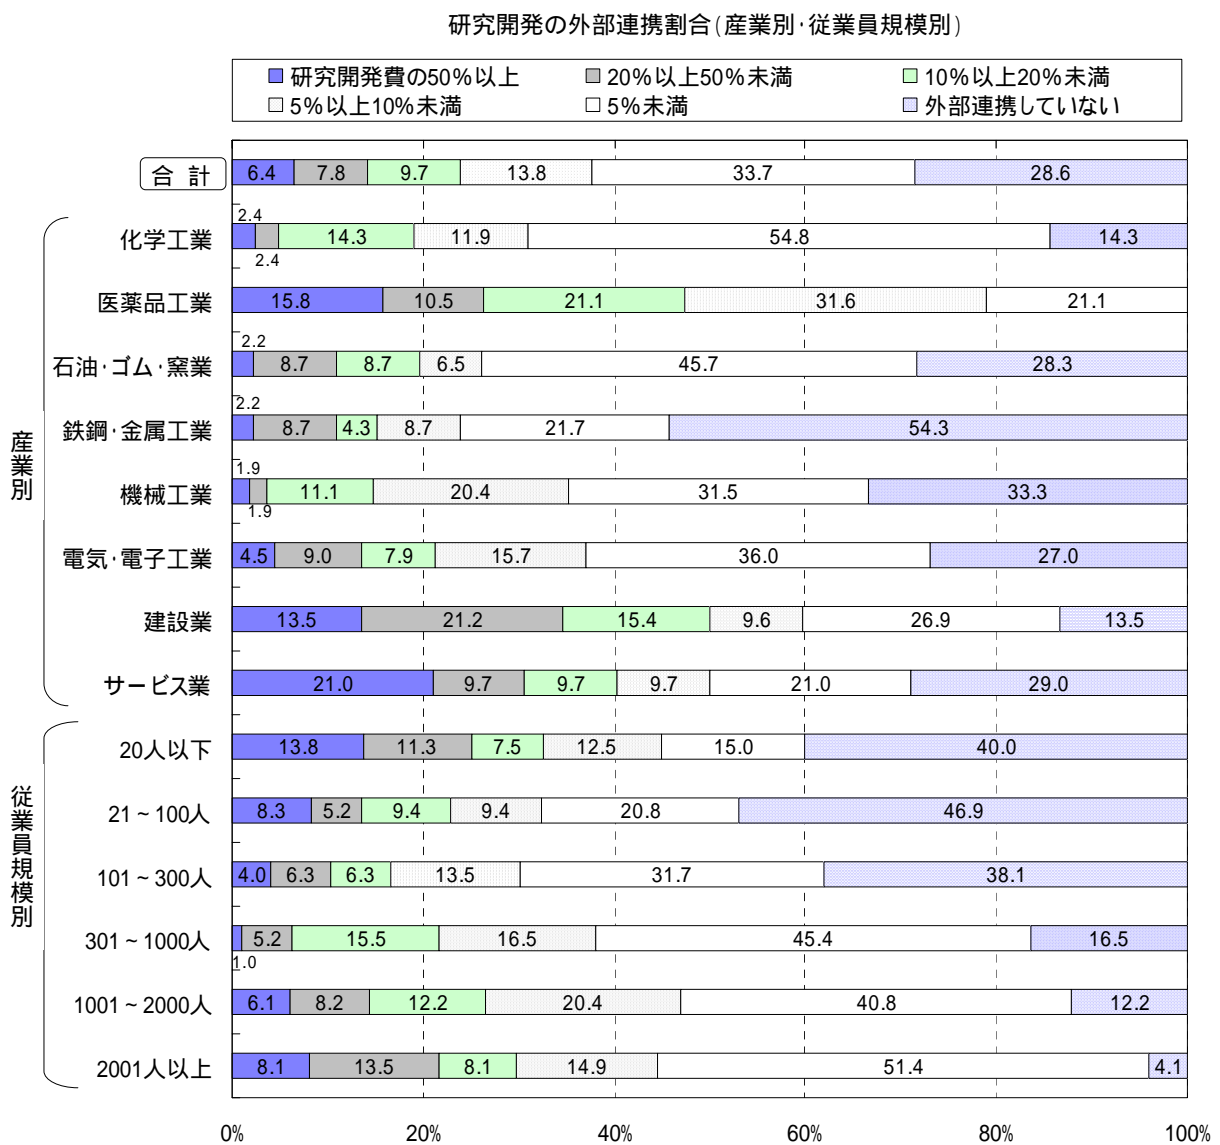 研究開発の外部連携割合(産業別･従業員規模別)
研究開発費の50%以上 20%以上50%未満 10%以上20%未満
5%以上10%未満 5%未満 外部連携していない
合 計 6.4 7.8 9.7 13.8 33.7 28.6
産業別
2.4
化学工業 14.3 11.9 54.8 14.3
2.4
医薬品工業 15.8 10.5 21.1 31.6 21.1
2.2
石油･ゴム･窯業 8.7 8.7 6.5 45.7 28.3
2.2
鉄鋼･金属工業 8.7 4.3 8.7 21.7 54.3
1.9
機械工業 11.1 20.4 31.5 33.3
1.9
電気･電子工業 4.5 9.0 7.9 15.7 36.0 27.0
建設業 13.5 21.2 15.4 9.6 26.9 13.5
サービス業 21.0 9.7 9.7 9.7 21.0 29.0
従業員規模別
20人以下 13.8 11.3 7.5 12.5 15.0 40.0
21～100人 8.3 5.2 9.4 9.4 20.8 46.9
101～300人 4.0 6.3 6.3 13.5 31.7 38.1
301～1000人 5.2 15.5 16.5 45.4 16.5
1.0
1001～2000人 6.1 8.2 12.2 20.4 40.8 12.2
2001人以上 8.1 13.5 8.1 14.9 51.4 4.1
0% 20% 40% 60% 80% 100%